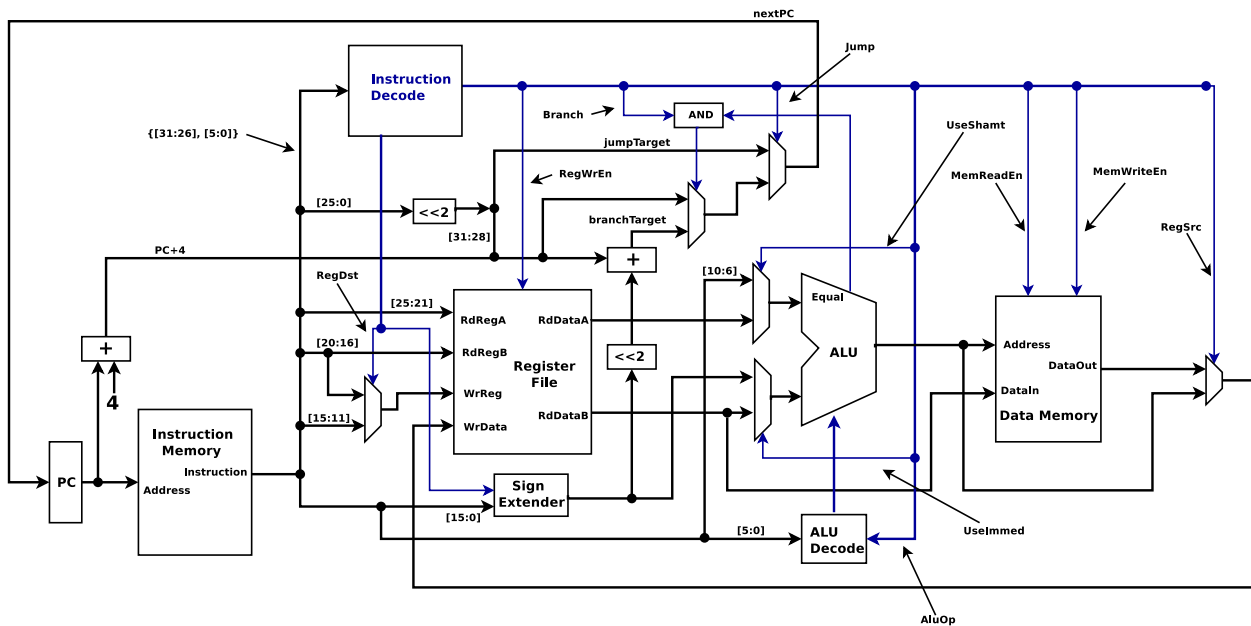 nextPC
Jump
Instruction
Decode
Branch
AND
UseShamt
{[31:26], [5:0]}
jumpTarget
RegWrEn
MemReadEn
MemWriteEn
[25:0]
<<2
branchTarget
RegSrc
[31:28]
PC+4
+
RegDst
[10:6]
[25:21]
Equal
RdRegA
RdDataA
+
[20:16]
RdRegB
<<2
ALU
Address
Register
File
DataOut
4
WrReg
DataIn
[15:11]
RdDataB
Data Memory
WrData
Instruction
Memory
Instruction
PC
Address
Sign
Extender
[15:0]
[5:0]
ALU
Decode
UseImmed
AluOp